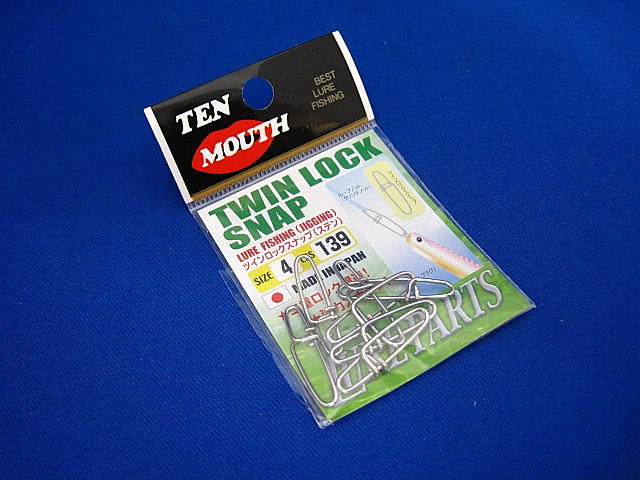 TEN
MOUTH
BEST
LURE
FISHING
TWIN LOCK
SNAP
LURE FISHING (JIGGING)
ツインロックスナップ(ステン)
SIZE 4 139
MADE IN JAPAN